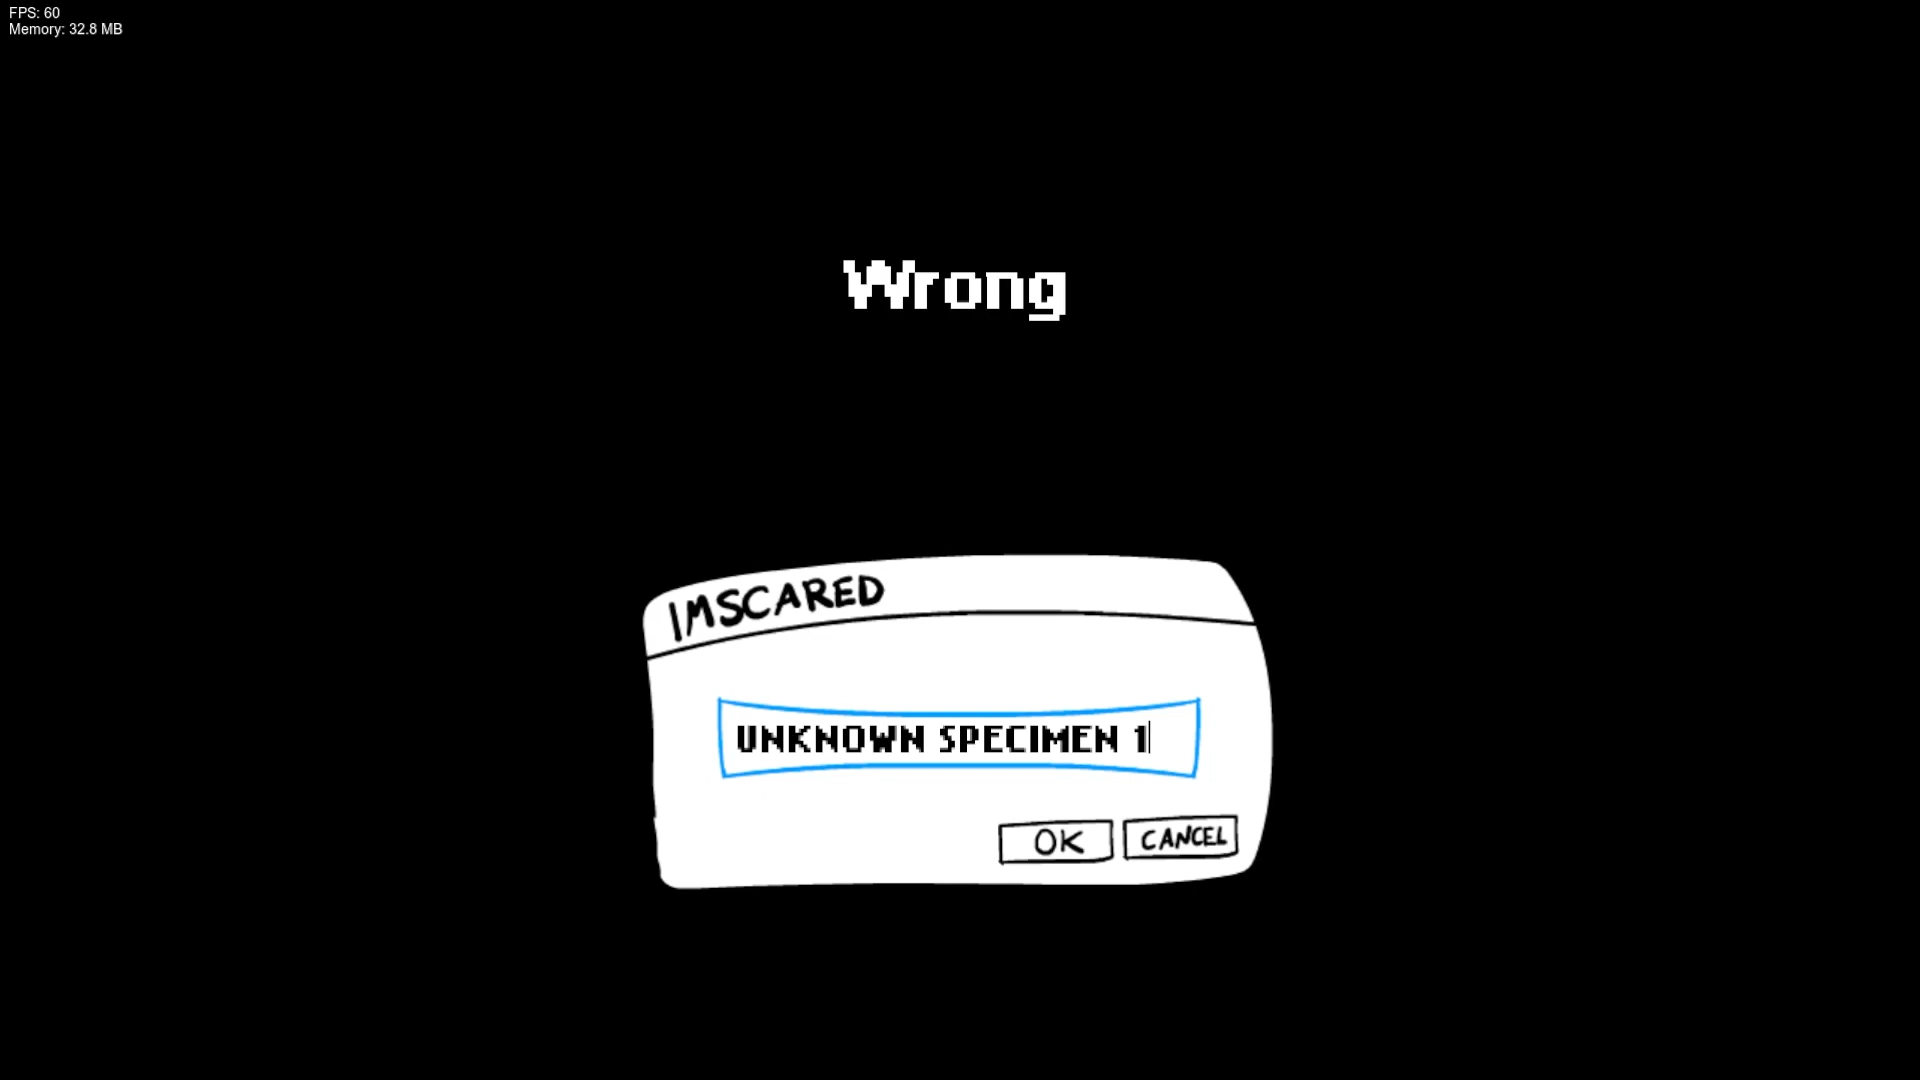 FPS: 60
Memory: 32.8 MB
Wrong
IMSCARED
UNKNOWN SPECIMEN 1
OK CANCEL